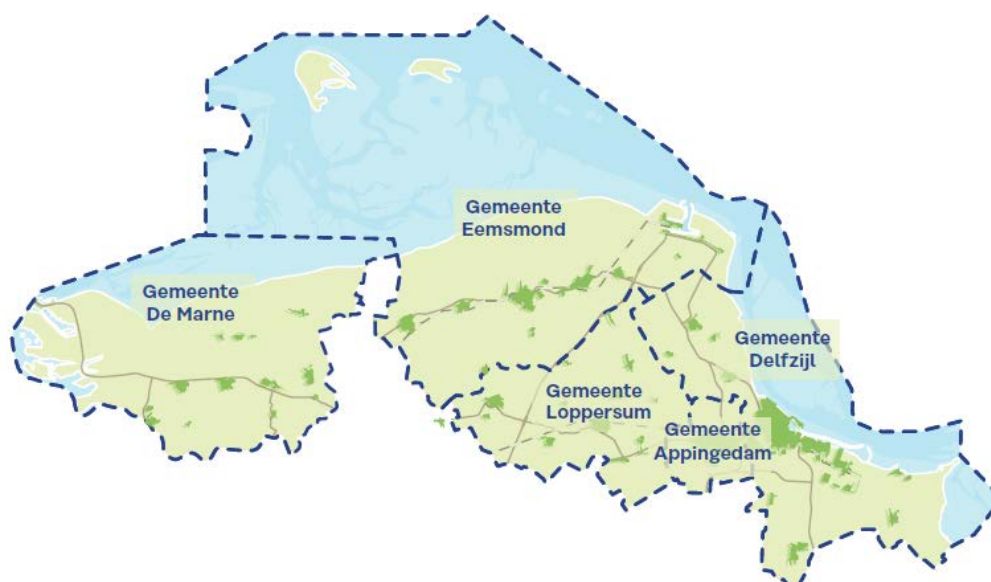 Gemeente
Eemsmond
Gemeente
De Marne
Gemeente
Delfzijl
Gemeente
Loppersum
Gemeente
Appingedam